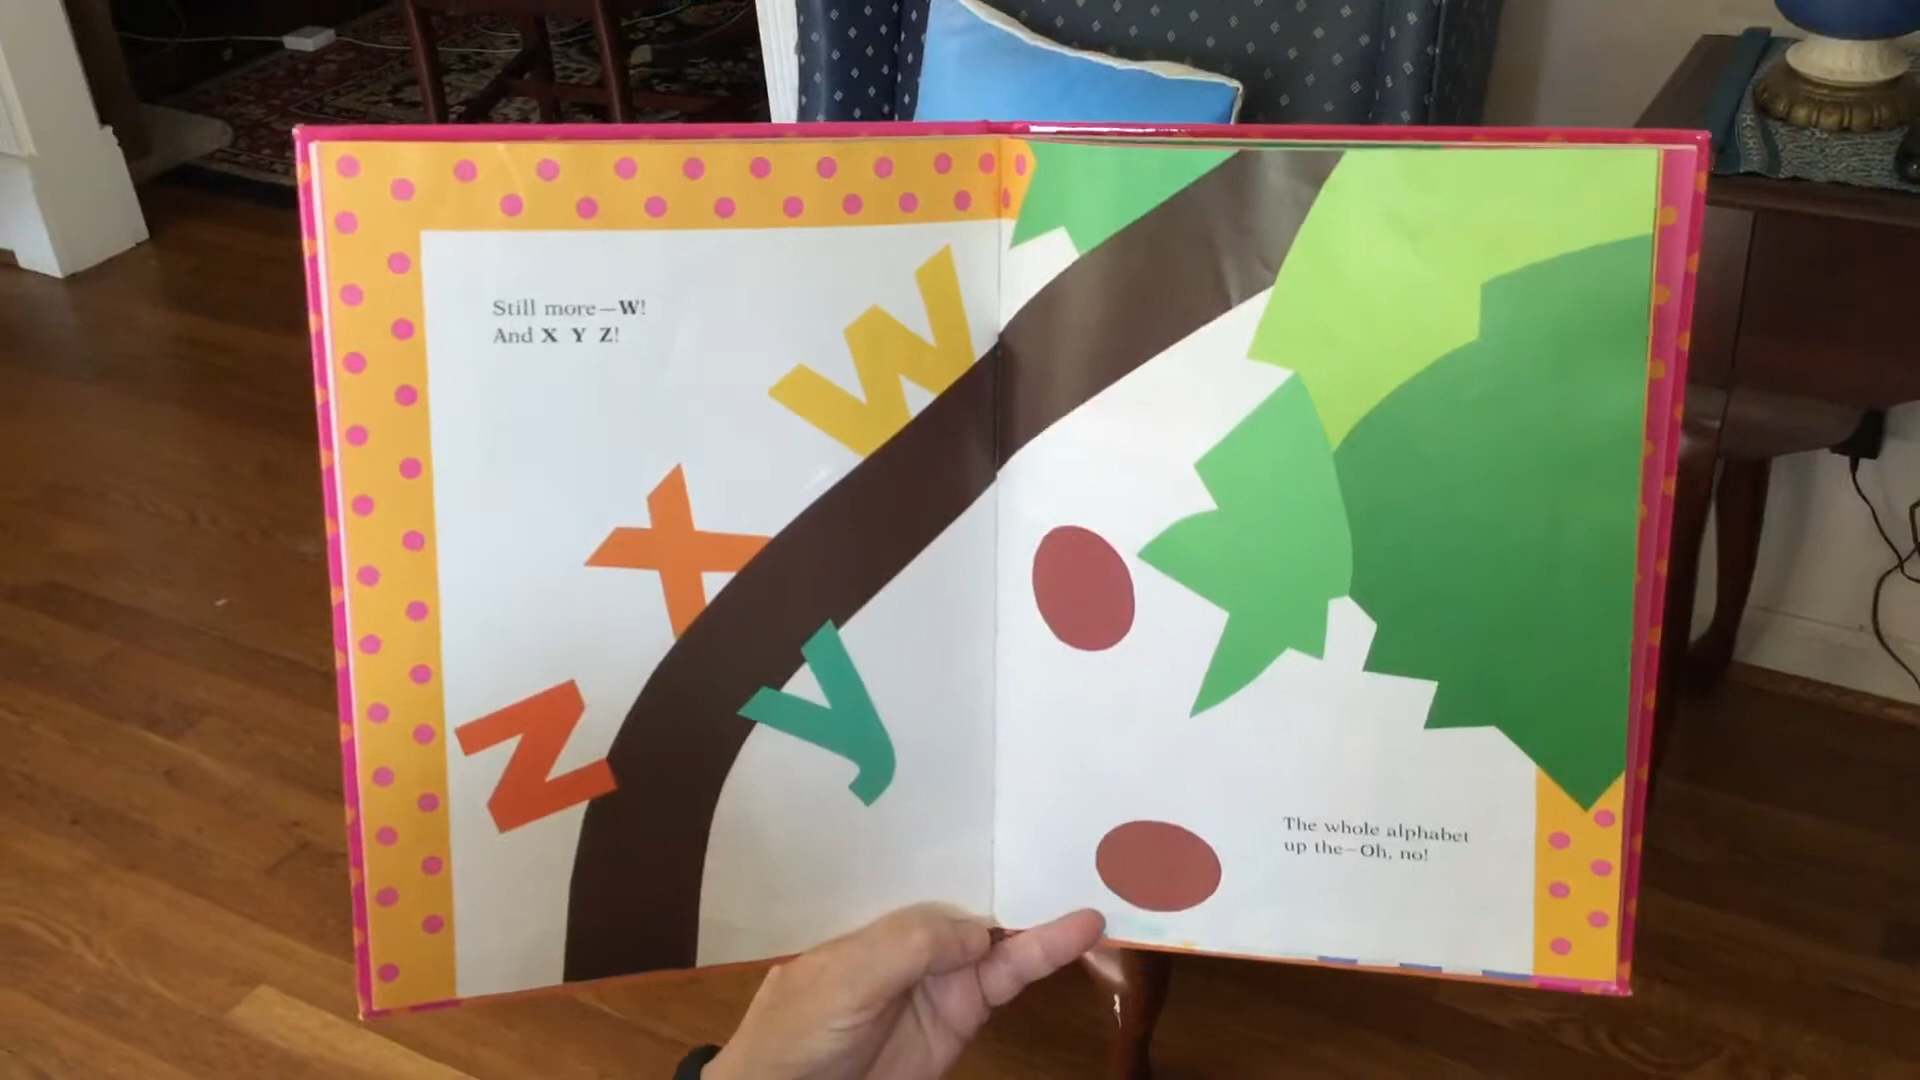 Still more—W!
And X Y Z!
w
x
z
y
The whole alphabet
up the—Oh, no!